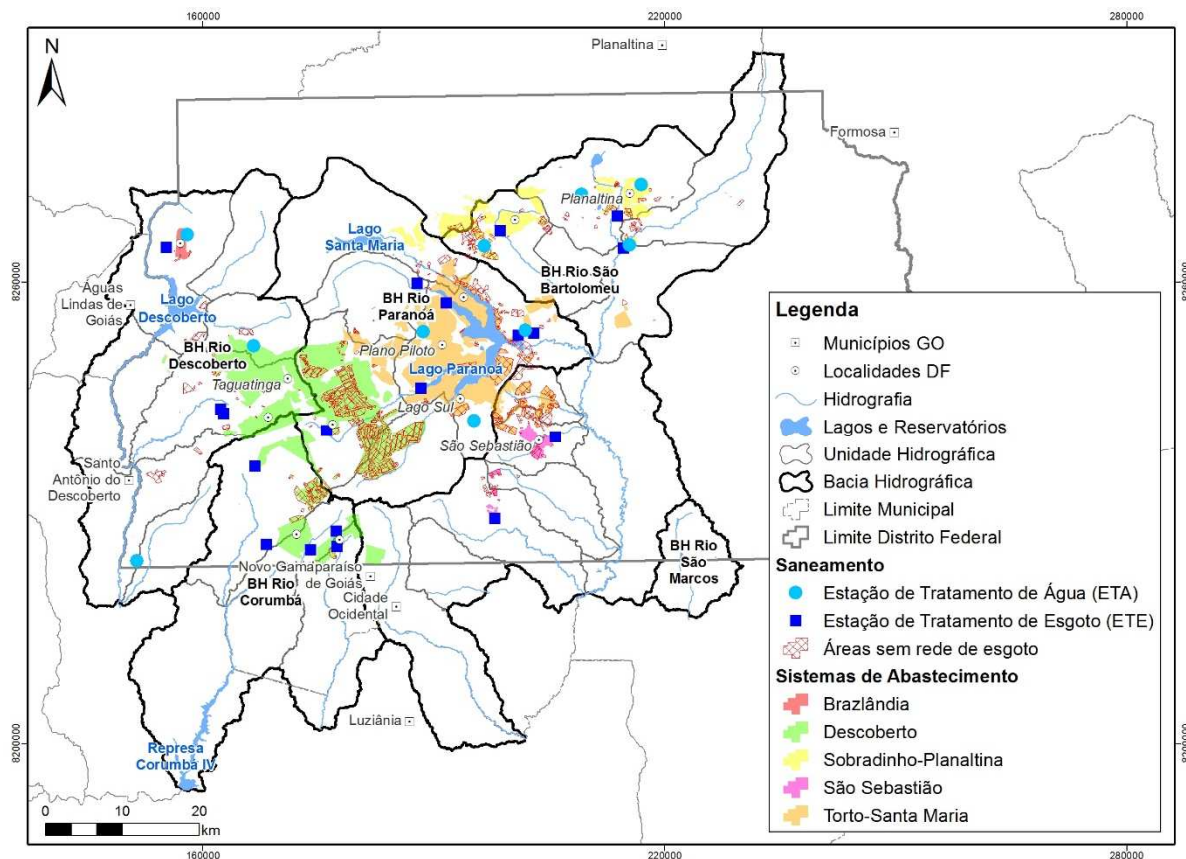 160000
220000
280000
N
Planaltina
Formosa
Planaltina
Lago
Santa Maria
8260000
8260000
BH Rio São
Bartolomeu
Águas
Lindas de
Goiás
Lago
Descoberto
BH Rio
Paranoá
BH Rio
Descoberto
Plano Piloto
Taguatinga
Lago Paranoá
Lago Sul
São Sebastião
Santo
Antônio do
Descoberto
BH Rio
São
Marcos
Novo Gama
paraíso
de Goiás
BH Rio
Corumbá
Cidade
Ocidental
Luziânia
8200000
8200000
Represa
Corumbá IV
0 10 20
km
Legenda
Municípios GO
Localidades DF
Hidrografia
Lagos e Reservatórios
Unidade Hidrográfica
Bacia Hidrográfica
Limite Municipal
Limite Distrito Federal
Saneamento
Estação de Tratamento de Água (ETA)
Estação de Tratamento de Esgoto (ETE)
Áreas sem rede de esgoto
Sistemas de Abastecimento
Brazlândia
Descoberto
Sobradinho-Planaltina
São Sebastião
Torto-Santa Maria
160000
220000
280000